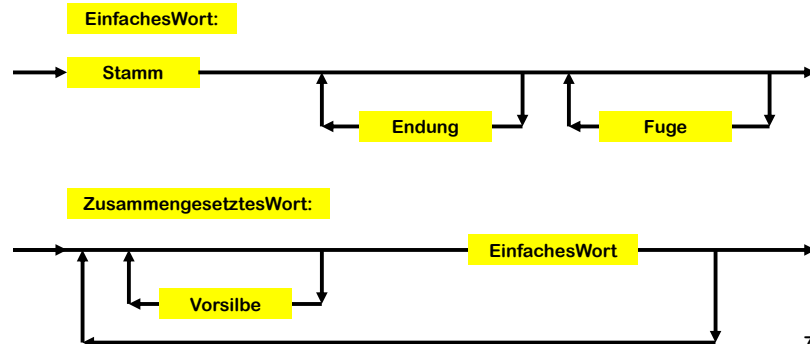 EinfachesWort:
Stamm
Endung
Fuge
ZusammengesetztesWort:
EinfachesWort
Vorsilbe